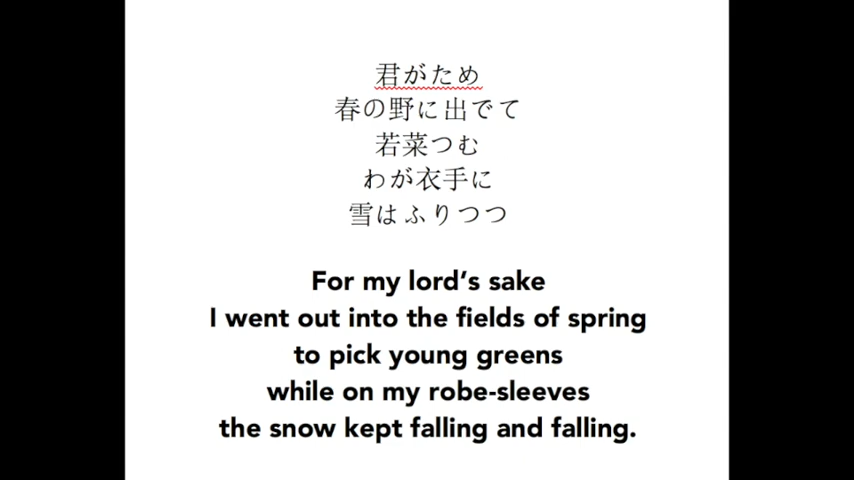 君がため
春の野に出でて
若菜つむ
わが衣手に
雪はふりつつ
For my lord’s sake
I went out into the fields of spring
to pick young greens
while on my robe-sleeves
the snow kept falling and falling.